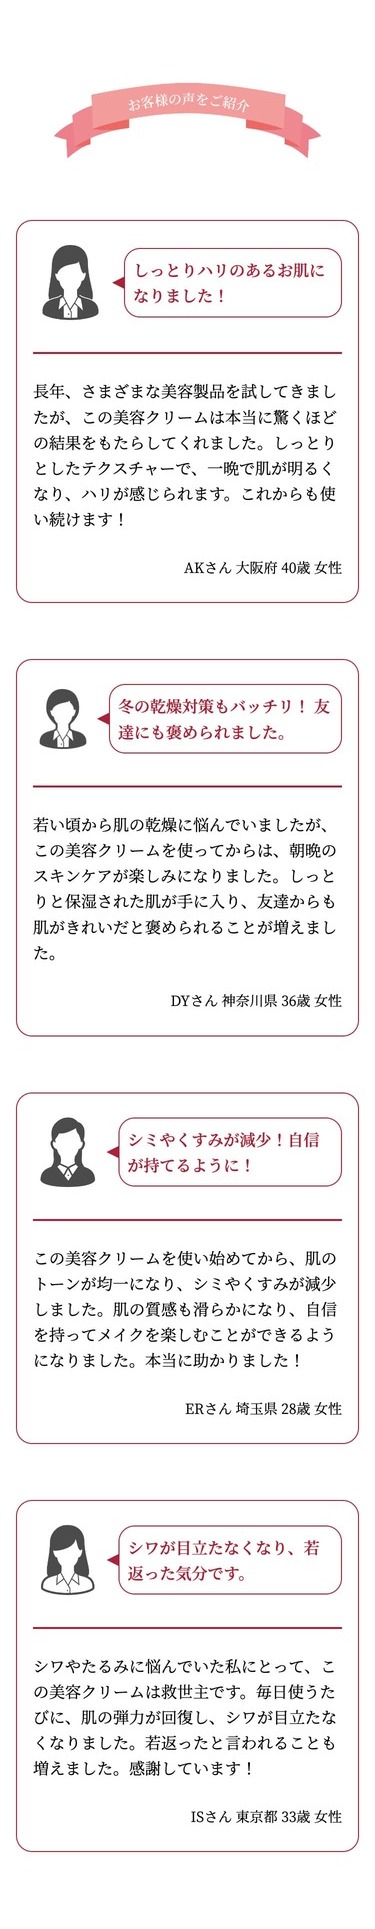 お客様の声をご紹介
しっとりハリのあるお肌に
なりました！
長年、さまざまな美容製品を試してきまし
たが、この美容クリームは本当に驚くほど
の結果をもたらしてくれました。しっとり
としたテクスチャーで、一晩で肌が明るく
なり、ハリが感じられます。これからも使
い続けます！
AKさん 大阪府 40歳 女性
冬の乾燥対策もバッチリ！ 友
達にも褒められました。
若い頃から肌の乾燥に悩んでいましたが、
この美容クリームを使ってからは、朝晩の
スキンケアが楽しみになりました。しっと
りと保湿された肌が手に入り、友達からも
肌がきれいだと褒められることが増えまし
た。
DYさん 神奈川県 36歳 女性
シミやくすみが減少！自信
が持てるように！
この美容クリームを使い始めてから、肌の
トーンが均一になり、シミやくすみが減少
しました。肌の質感も滑らかになり、自信
を持ってメイクを楽しむことができるよう
になりました。本当に助かりました！
ERさん 埼玉県 28歳 女性
シワが目立たなくなり、若
返った気分です。
シワやたるみに悩んでいた私にとって、こ
の美容クリームは救世主です。毎日使うた
びに、肌の弾力が回復し、シワが目立たな
くなりました。若返ったと言われることも
増えました。感謝しています！
ISさん 東京都 33歳 女性